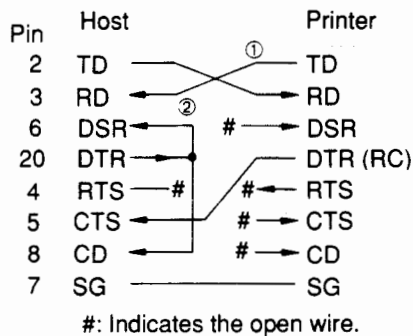 Host Printer
Pin
①
2 TD TD
3 RD RD
②
6 DSR # DSR
20 DTR DTR (RC)
4 RTS # # RTS
5 CTS # CTS
8 CD # CD
7 SG SG
#: Indicates the open wire.